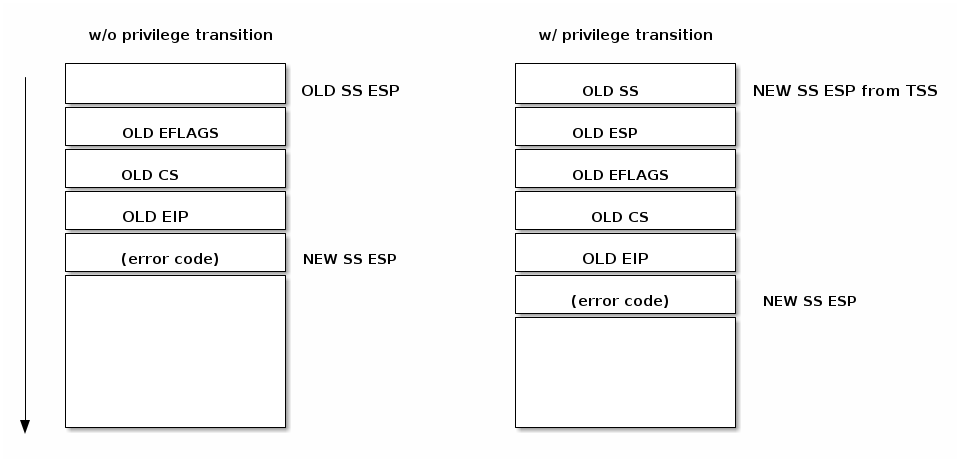 w/o privilege transition
OLD SS ESP
OLD EFLAGS
OLD CS
OLD EIP
(error code)
NEW SS ESP
w/ privilege transition
OLD SS
NEW SS ESP from TSS
OLD ESP
OLD EFLAGS
OLD CS
OLD EIP
(error code)
NEW SS ESP